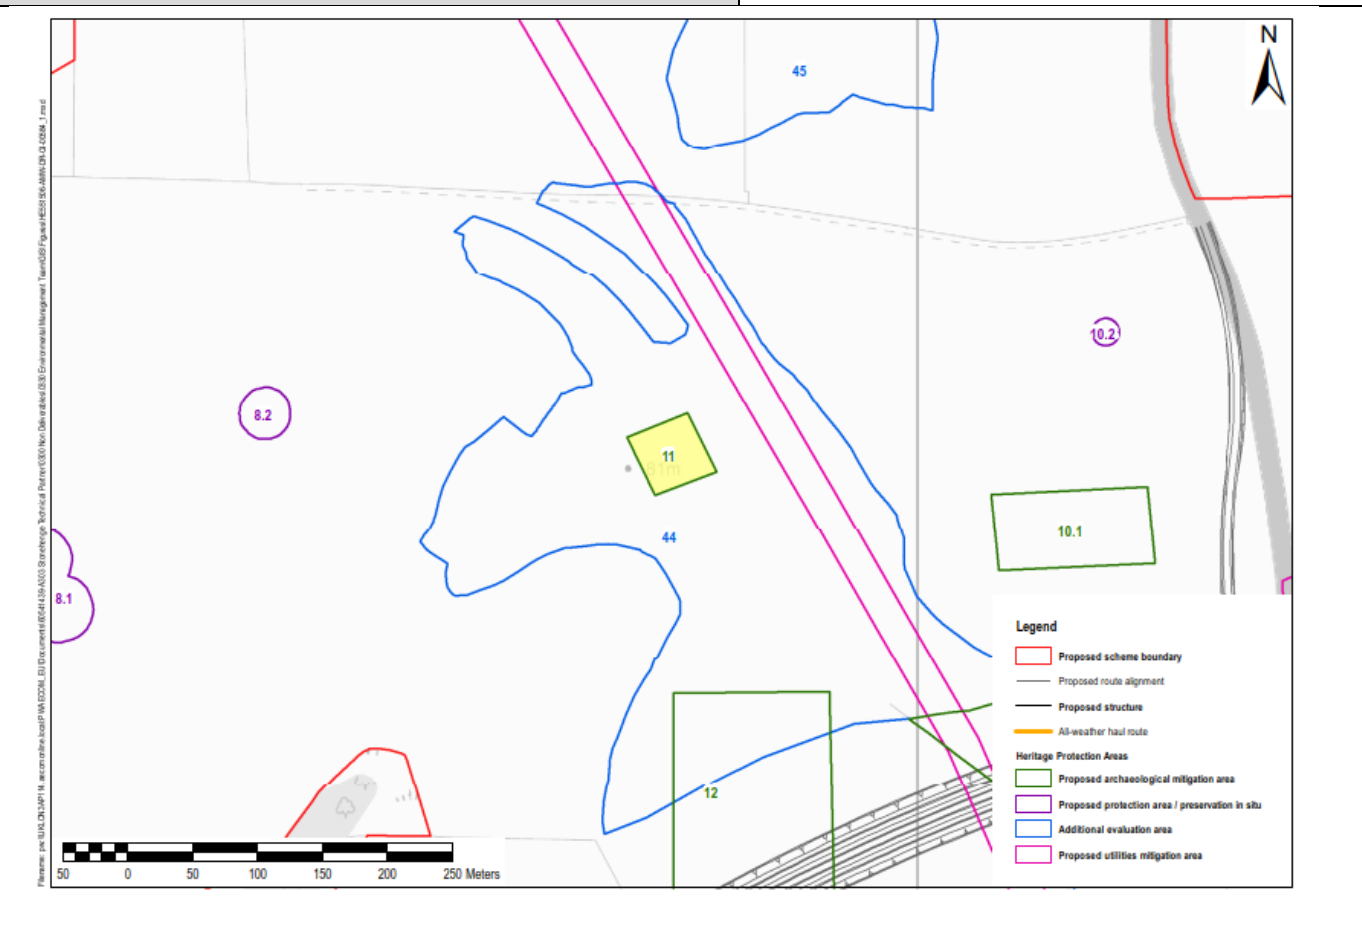 N
45
10.2
8.2
11
81m
44
10.1
8.1
12
Legend
Proposed scheme boundary
Proposed route alignment
Proposed structure
All-weather haul route
Heritage Protection Areas
Proposed archaeological mitigation area
Proposed protection area / preservation in situ
Additional evaluation area
Proposed utilities mitigation area
50 0 50 100 150 200 250 Meters